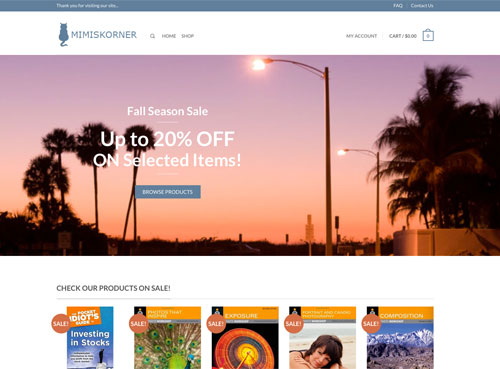 Thank you for visiting our site...
FAQ
Contact Us
MIMISKORNER
HOME
SHOP
MY ACCOUNT
CART / $0.00
0
Fall Season Sale
Up to 20% OFF
ON Selected Items!
BROWSE PRODUCTS
CHECK OUR PRODUCTS ON SALE!
SALE!
POCKET
IDIOT'S
GUIDE
Investing
in Stocks
SALE!
PHOTOS THAT
INSPIRE
SALE!
EXPOSURE
SALE!
PORTRAIT AND CANDID
PHOTOGRAPHY
SALE!
COMPOSITION